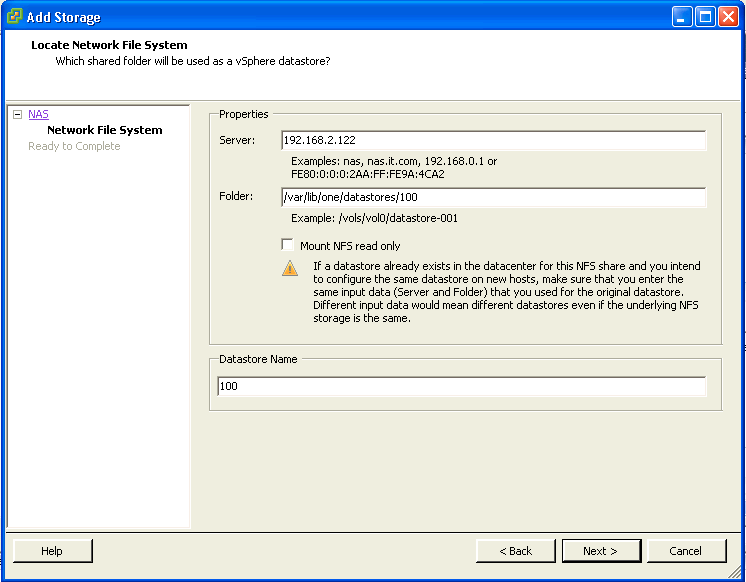 Add Storage
Locate Network File System
Which shared folder will be used as a vSphere datastore?
NAS
Network File System
Ready to Complete
Properties
Server:
192.168.2.122
Examples: nas, nas.it.com, 192.168.0.1 or
FE80:0:0:0:2AA:FF:FE9A:4CA2
Folder:
/var/lib/one/datastores/100
Example: /vols/vol0/datastore-001
Mount NFS read only
If a datastore already exists in the datacenter for this NFS share and you intend
to configure the same datastore on new hosts, make sure that you enter the
same input data (Server and Folder) that you used for the original datastore.
Different input data would mean different datastores even if the underlying NFS
storage is the same.
Datastore Name
100
Help
< Back
Next >
Cancel